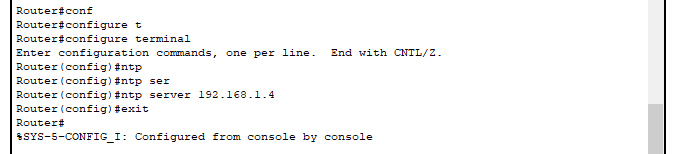 Router#conf
Router#configure t
Router#configure terminal
Enter configuration commands, one per line.  End with CNTL/Z.
Router(config)#ntp
Router(config)#ntp ser
Router(config)#ntp server 192.168.1.4
Router(config)#exit
Router#
%SYS-5-CONFIG_I: Configured from console by console